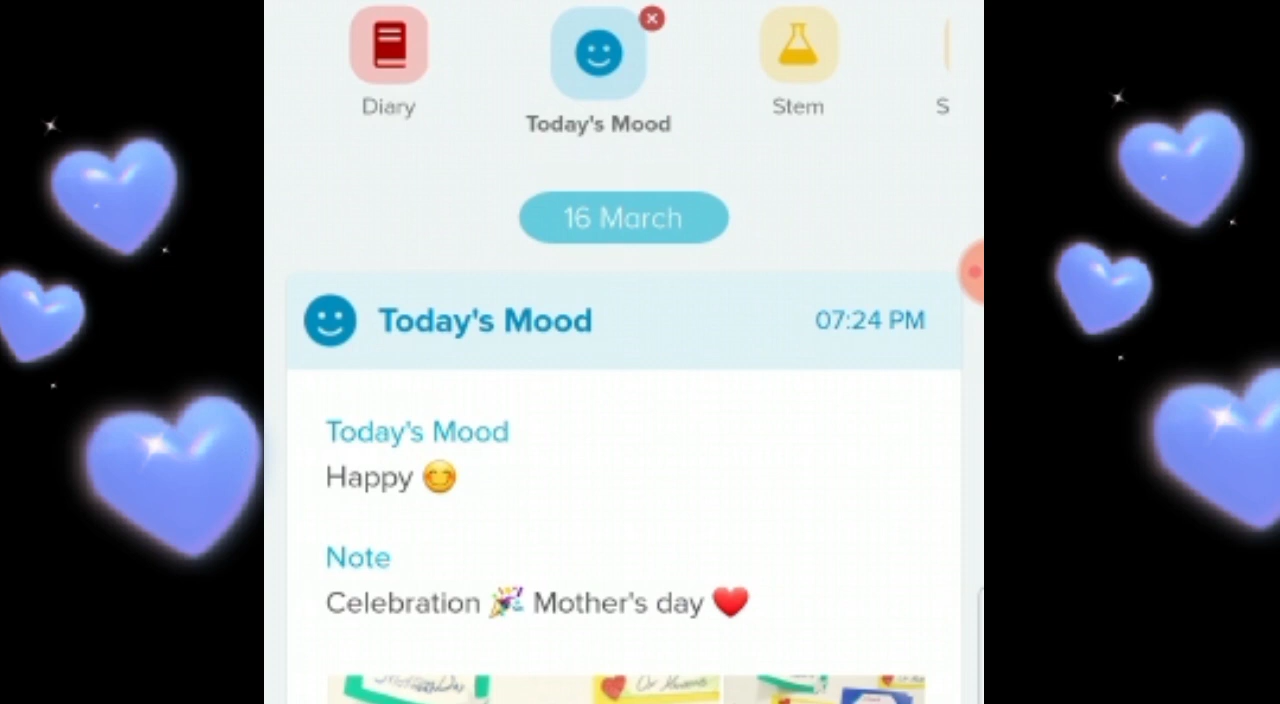 Diary
Today's Mood
Stem
S
16 March
Today's Mood
07:24 PM
Today's Mood
Happy 😊
Note
Celebration 🎉 Mother's day ❤️